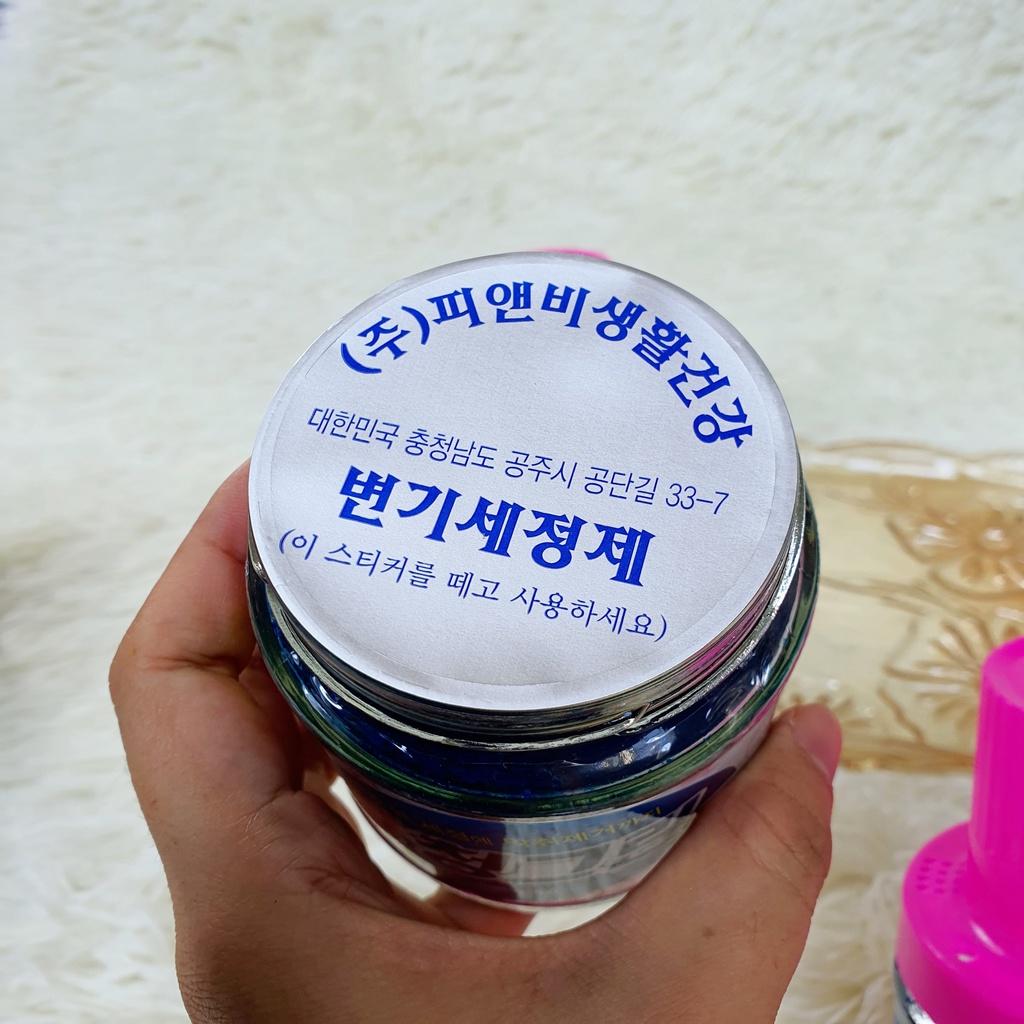 (주)피앤비생활건강
대한민국 충청남도 공주시 공단길 33-7
변기세정제
(이 스티커를 떼고 사용하세요)